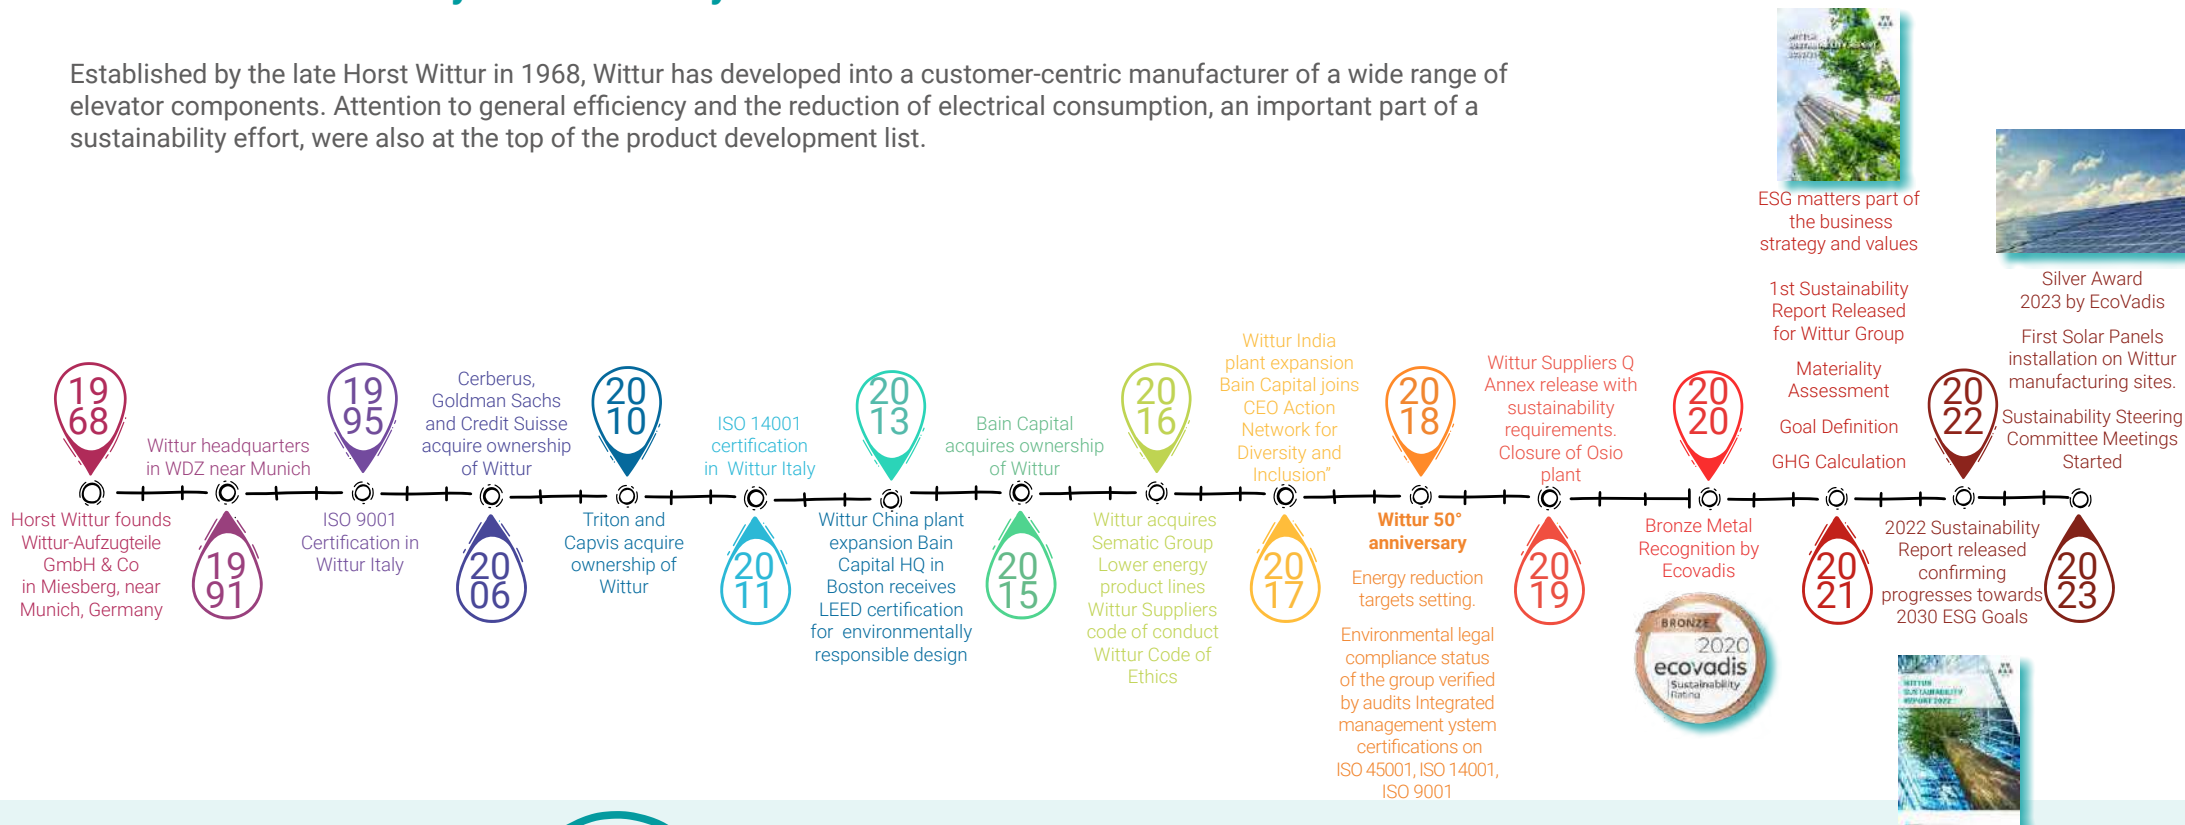 Established by the late Horst Wittur in 1968, Wittur has developed into a customer-centric manufacturer of a wide range of
elevator components. Attention to general efficiency and the reduction of electrical consumption, an important part of a
sustainability effort, were also at the top of the product development list.
19
68
Horst Wittur founds
Wittur-Aufzugteile
GmbH & Co
in Miesberg, near
Munich, Germany
Wittur headquarters
in WDZ near Munich
19
91
19
95
ISO 9001
Certification in
Wittur Italy
Cerberus,
Goldman Sachs
and Credit Suisse
acquire ownership
of Wittur
20
06
20
10
Triton and
Capvis acquire
ownership of
Wittur
ISO 14001
certification
in Wittur Italy
20
11
20
13
Wittur China plant
expansion Bain
Capital HQ in
Boston receives
LEED certification
for environmentally
responsible design
Bain Capital
acquires ownership
of Wittur
20
15
20
16
Wittur acquires
Sematic Group
Lower energy
product lines
Wittur Suppliers
code of conduct
Wittur Code of
Ethics
Wittur India
plant expansion
Bain Capital joins
CEO Action
Network for
Diversity and
Inclusion"
20
17
20
18
Wittur 50°
anniversary
Energy reduction
targets setting.
Environmental legal
compliance status
of the group verified
by audits Integrated
management ystem
certifications on
ISO 45001, ISO 14001,
ISO 9001
Wittur Suppliers Q
Annex release with
sustainability
requirements.
Closure of Osio
plant
20
19
20
20
Bronze Metal
Recognition by
Ecovadis
BRONZE
2020
ecovadis
Sustainability
Rating
ESG matters part of
the business
strategy and values
1st Sustainability
Report Released
for Wittur Group
Materiality
Assessment
Goal Definition
GHG Calculation
20
21
20
22
2022 Sustainability
Report released
confirming
progresses towards
2030 ESG Goals
WITTUR
SUSTAINABILITY
REPORT 2022
Silver Award
2023 by EcoVadis
First Solar Panels
installation on Wittur
manufacturing sites.
Sustainability Steering
Committee Meetings
Started
20
23